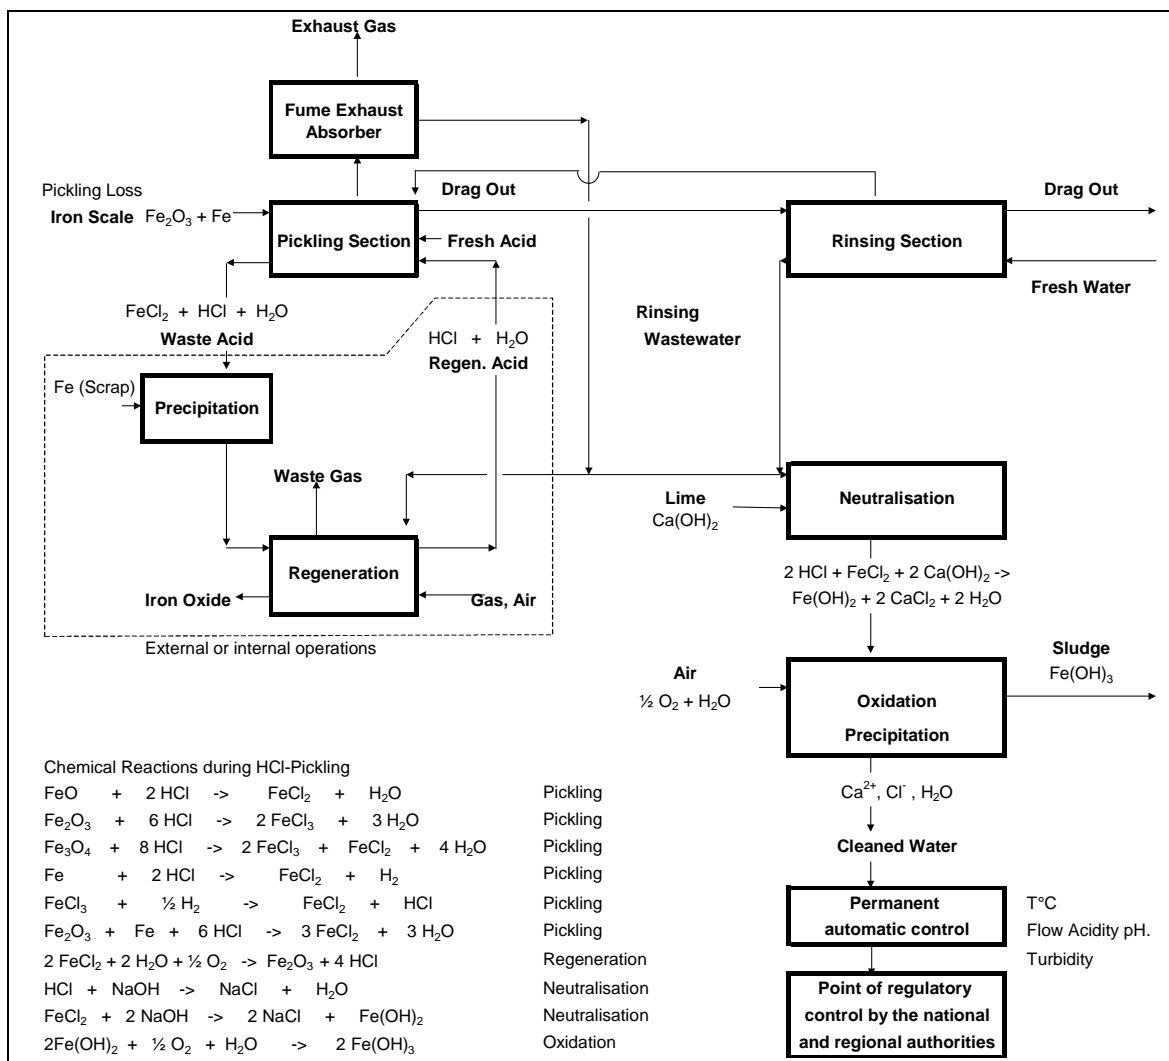 Exhaust Gas
Fume Exhaust
Absorber
Pickling Loss
Iron Scale Fe₂O₃ + Fe
Drag Out
Drag Out
Pickling Section
Fresh Acid
Rinsing Section
Fresh Water
FeCl₂ + HCl + H₂O
Waste Acid
HCl + H₂O
Regen. Acid
Rinsing
Wastewater
Fe (Scrap)
Precipitation
Waste Gas
Lime
Ca(OH)₂
Neutralisation
Regeneration
Iron Oxide
Gas, Air
2 HCl + FeCl₂ + 2 Ca(OH)₂ ->
Fe(OH)₂ + 2 CaCl₂ + 2 H₂O
External or internal operations
Air
½ O₂ + H₂O
Oxidation
Precipitation
Sludge
Fe(OH)₃
Ca²⁺, Cl⁻ , H₂O
Cleaned Water
Permanent
automatic control
T°C
Flow Acidity pH.
Turbidity
Point of regulatory
control by the national
and regional authorities
Chemical Reactions during HCl-Pickling
FeO + 2 HCl -> FeCl₂ + H₂O Pickling
Fe₂O₃ + 6 HCl -> 2 FeCl₃ + 3 H₂O Pickling
Fe₃O₄ + 8 HCl -> 2 FeCl₃ + FeCl₂ + 4 H₂O Pickling
Fe + 2 HCl -> FeCl₂ + H₂ Pickling
FeCl₃ + ½ H₂ -> FeCl₂ + HCl Pickling
Fe₂O₃ + Fe + 6 HCl -> 3 FeCl₂ + 3 H₂O Pickling
2 FeCl₂ + 2 H₂O + ½ O₂ -> Fe₂O₃ + 4 HCl Regeneration
HCl + NaOH -> NaCl + H₂O Neutralisation
FeCl₂ + 2 NaOH -> 2 NaCl + Fe(OH)₂ Neutralisation
2Fe(OH)₂ + ½ O₂ + H₂O -> 2 Fe(OH)₃ Oxidation